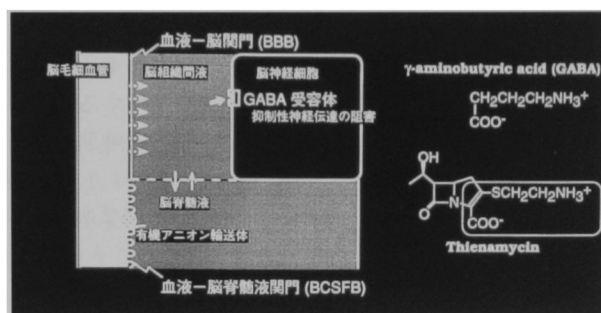 血液ー脳関門 (BBB)
脳毛細血管
脳組織間液
脳神経細胞
GABA 受容体
抑制性神経伝達の阻害
脳脊髄液
有機アニオン輸送体
血液ー脳脊髄液関門 (BCSFB)
γ-aminobutyric acid (GABA)
CH2CH2CH2NH3+
COO-
OH
SCH2CH2NH3+
N
O
COO-
Thienamycin